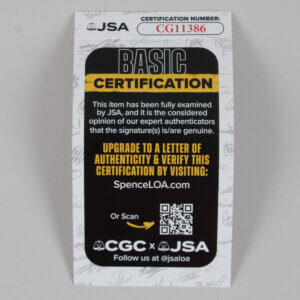 JSA
CERTIFICATION NUMBER:
CG11386
BASIC
CERTIFICATION
This item has been fully examined
by JSA, and it is the considered
opinion of our expert authenticators
that the signature(s) is/are genuine.
UPGRADE TO A LETTER OF
AUTHENTICITY & VERIFY THIS
CERTIFICATION BY VISITING:
SpenceLOA.com
Or Scan
CGC x JSA
Follow us at @jsaloa